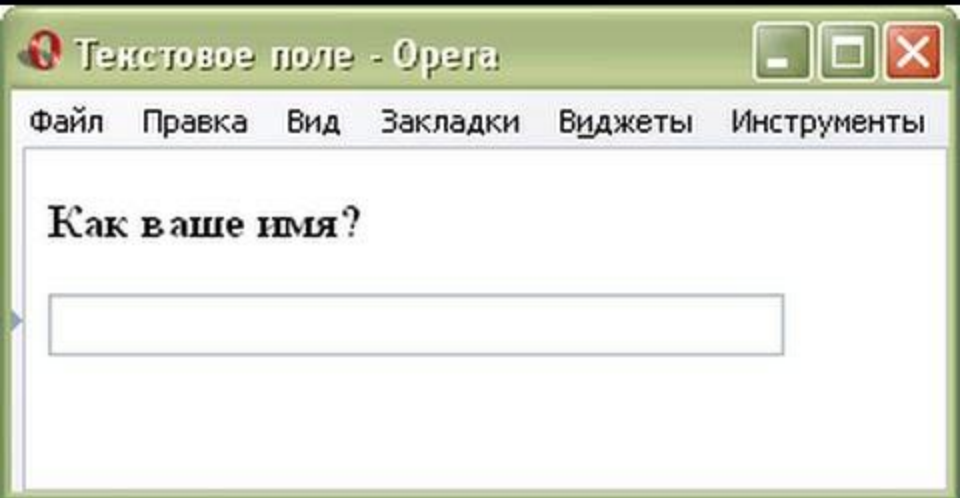 Текстовое поле - Opera
Файл Правка Вид Закладки Виджеты Инструменты
Как ваше имя?